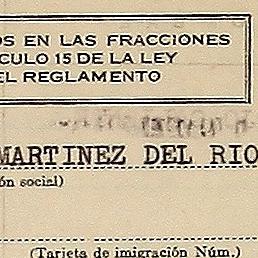 OS EN LAS FRACCIONES
CULO 15 DE LA LEY
EL REGLAMENTO
MARTINEZ DEL RIO
ón social)
(Tarjeta de imigración Núm.)